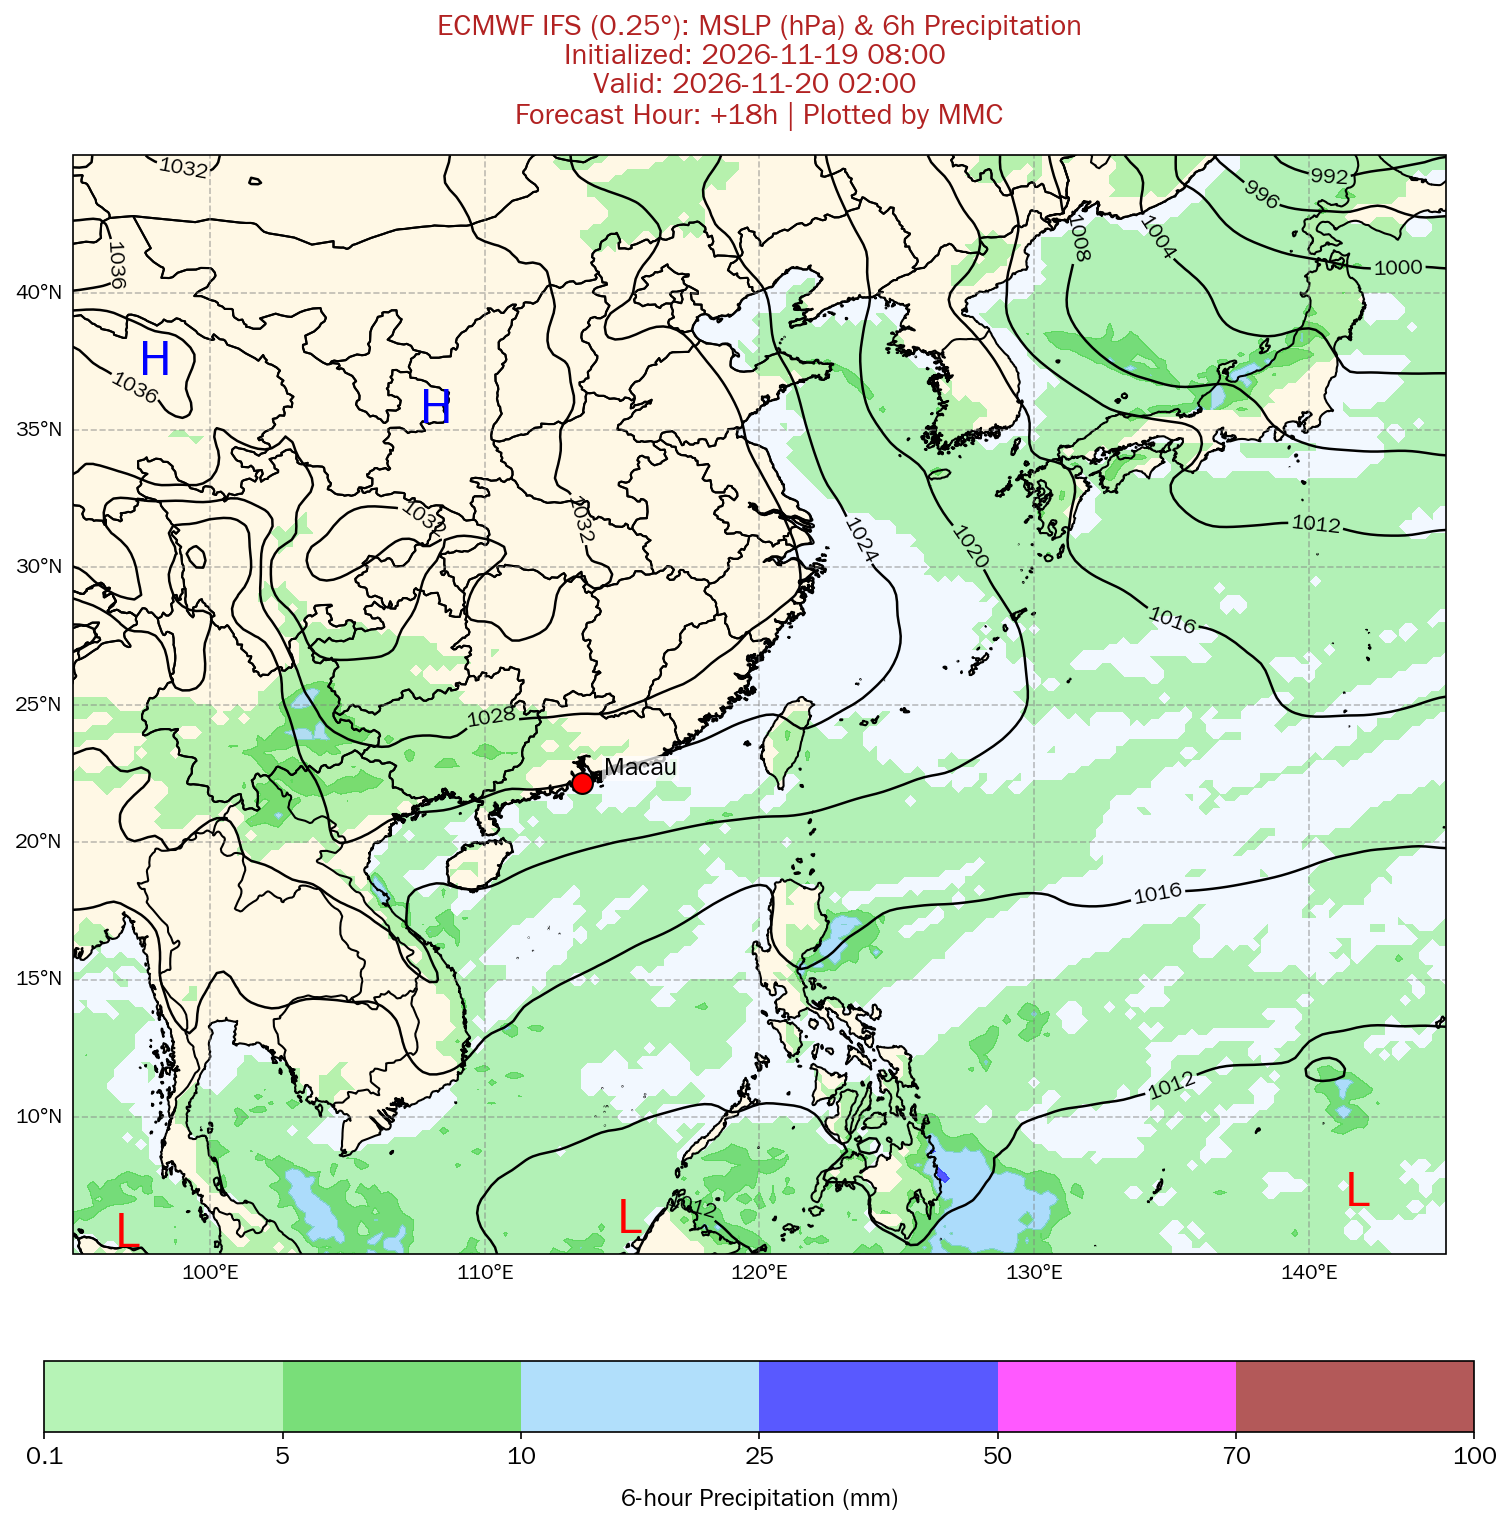 ECMWF IFS (0.25°): MSLP (hPa) & 6h Precipitation
Initialized: 2026-11-19 08:00
Valid: 2026-11-20 02:00
Forecast Hour: +18h | Plotted by MMC
1032
992
996
1036
1008
1004
1000
40°N
H
1036
H
35°N
1032
1032
1024
1020
1012
30°N
1016
25°N
1028
Macau
20°N
1016
15°N
1012
10°N
L
L
1012
L
100°E
110°E
120°E
130°E
140°E
0.1
5
10
25
50
70
100
6-hour Precipitation (mm)